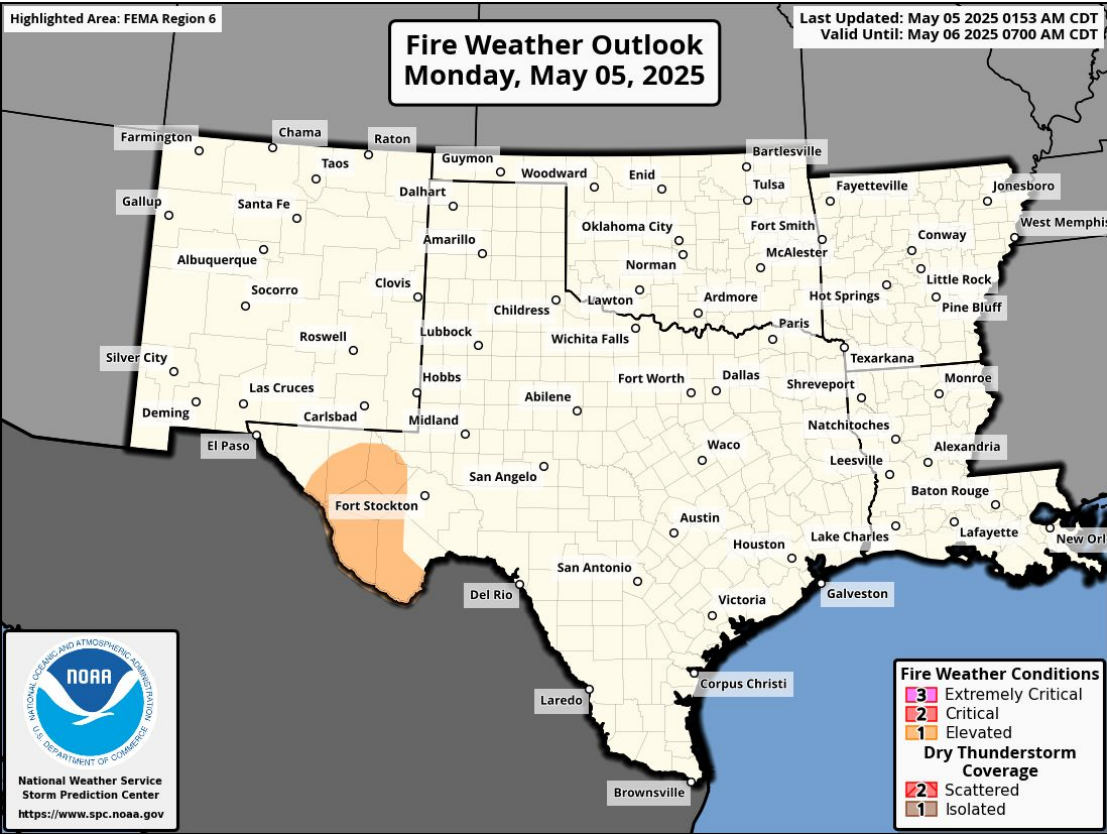 Highlighted Area: FEMA Region 6
Last Updated: May 05 2025 0153 AM CDT
Valid Until: May 06 2025 0700 AM CDT
Fire Weather Outlook
Monday, May 05, 2025
Farmington
Chama
Raton
Taos
Guymon
Woodward
Enid
Bartlesville
Tulsa
Fayetteville
Jonesboro
Gallup
Santa Fe
Dalhart
Oklahoma City
Fort Smith
West Memphis
Albuquerque
Amarillo
Norman
McAlester
Conway
Socorro
Clovis
Childress
Lawton
Ardmore
Hot Springs
Little Rock
Pine Bluff
Roswell
Lubbock
Wichita Falls
Paris
Texarkana
Silver City
Las Cruces
Hobbs
Abilene
Fort Worth
Dallas
Shreveport
Monroe
Deming
Carlsbad
Midland
Natchitoches
El Paso
San Angelo
Waco
Leesville
Alexandria
Fort Stockton
Austin
Baton Rouge
Houston
Lake Charles
Lafayette
New Orl
San Antonio
Del Rio
Victoria
Galveston
Laredo
Corpus Christi
Brownsville
NATIONAL OCEANIC AND ATMOSPHERIC ADMINISTRATION
NOAA
U.S. DEPARTMENT OF COMMERCE
National Weather Service
Storm Prediction Center
https://www.spc.noaa.gov
Fire Weather Conditions
3 Extremely Critical
2 Critical
1 Elevated
Dry Thunderstorm
Coverage
2 Scattered
1 Isolated